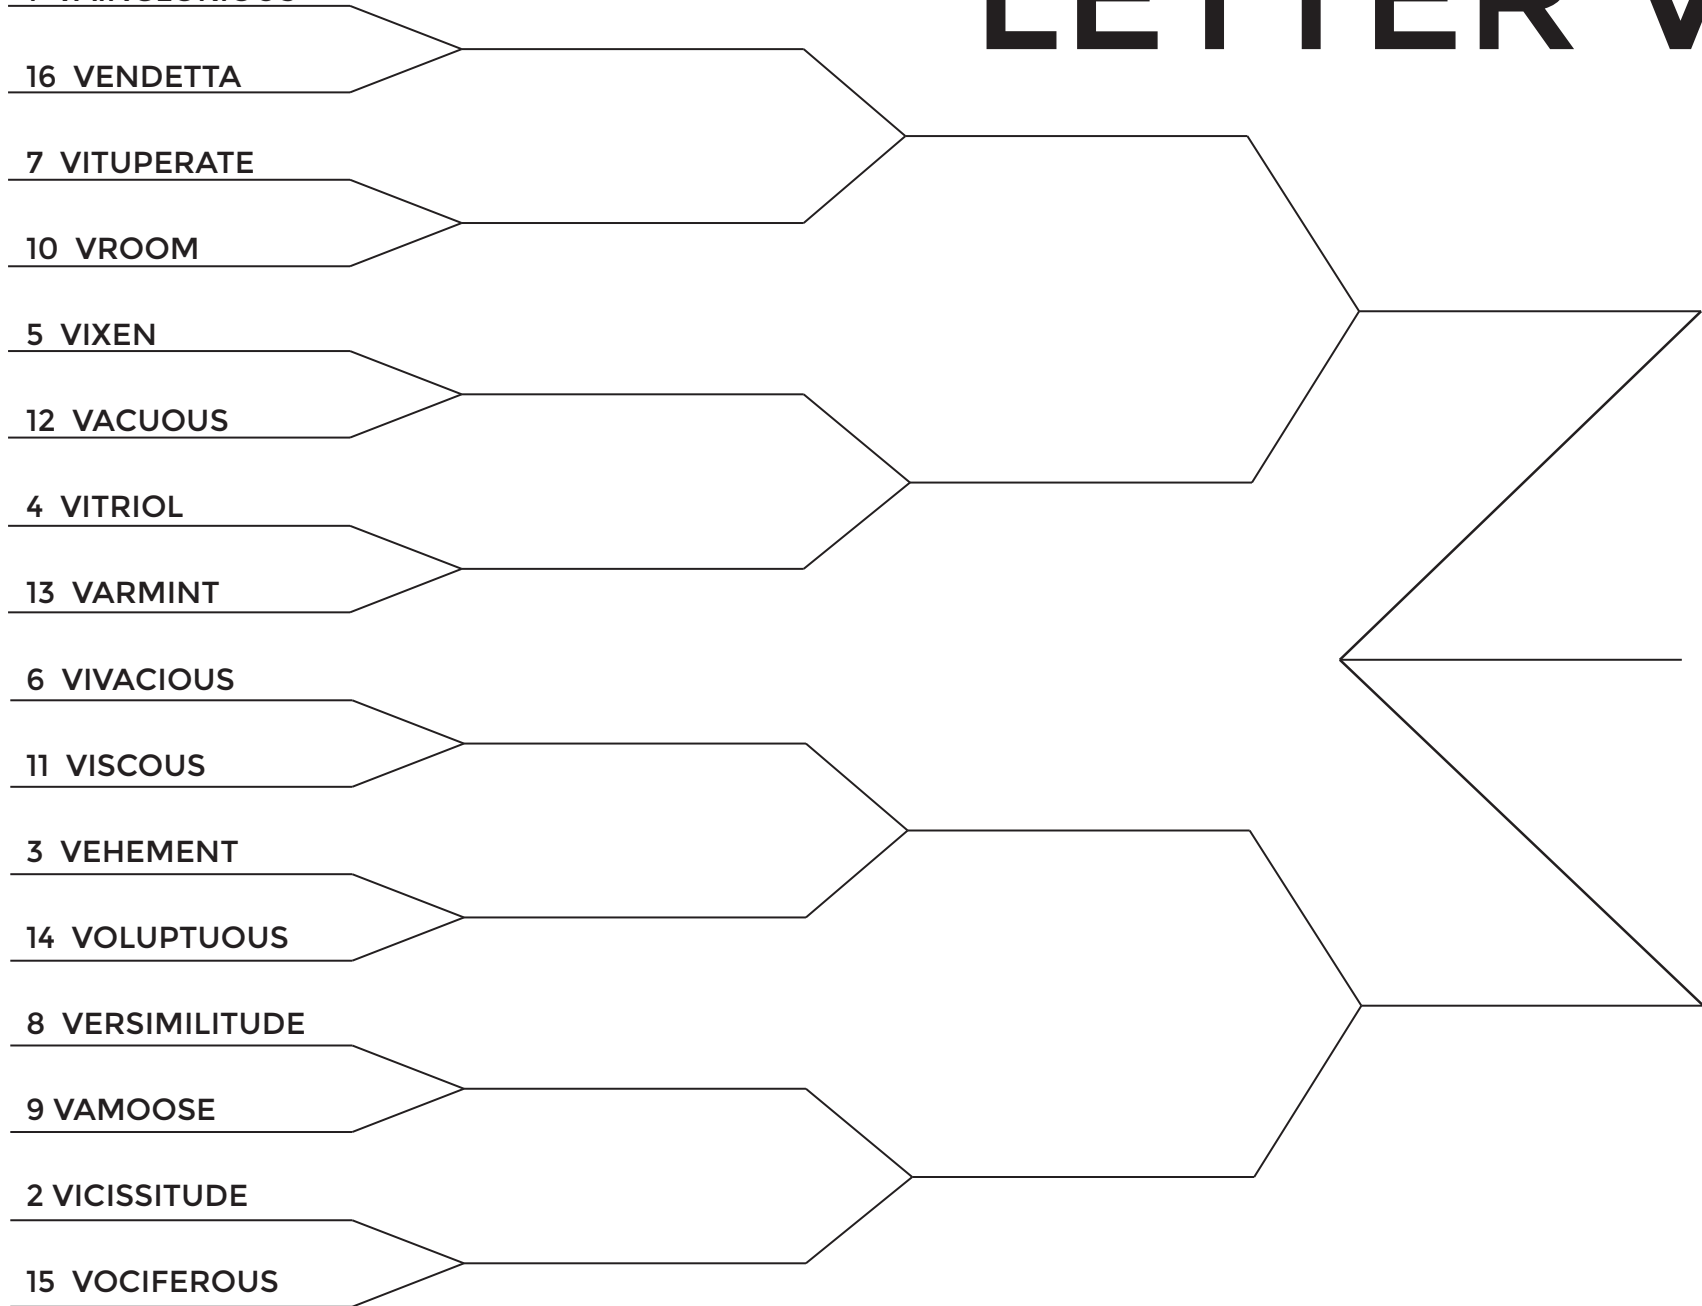 LETTER V
16 VENDETTA
7 VITUPERATE
10 VROOM
5 VIXEN
12 VACUOUS
4 VITRIOL
13 VARMINT
6 VIVACIOUS
11 VISCOUS
3 VEHEMENT
14 VOLUPTUOUS
8 VERSIMILITUDE
9 VAMOOSE
2 VICISSITUDE
15 VOCIFEROUS